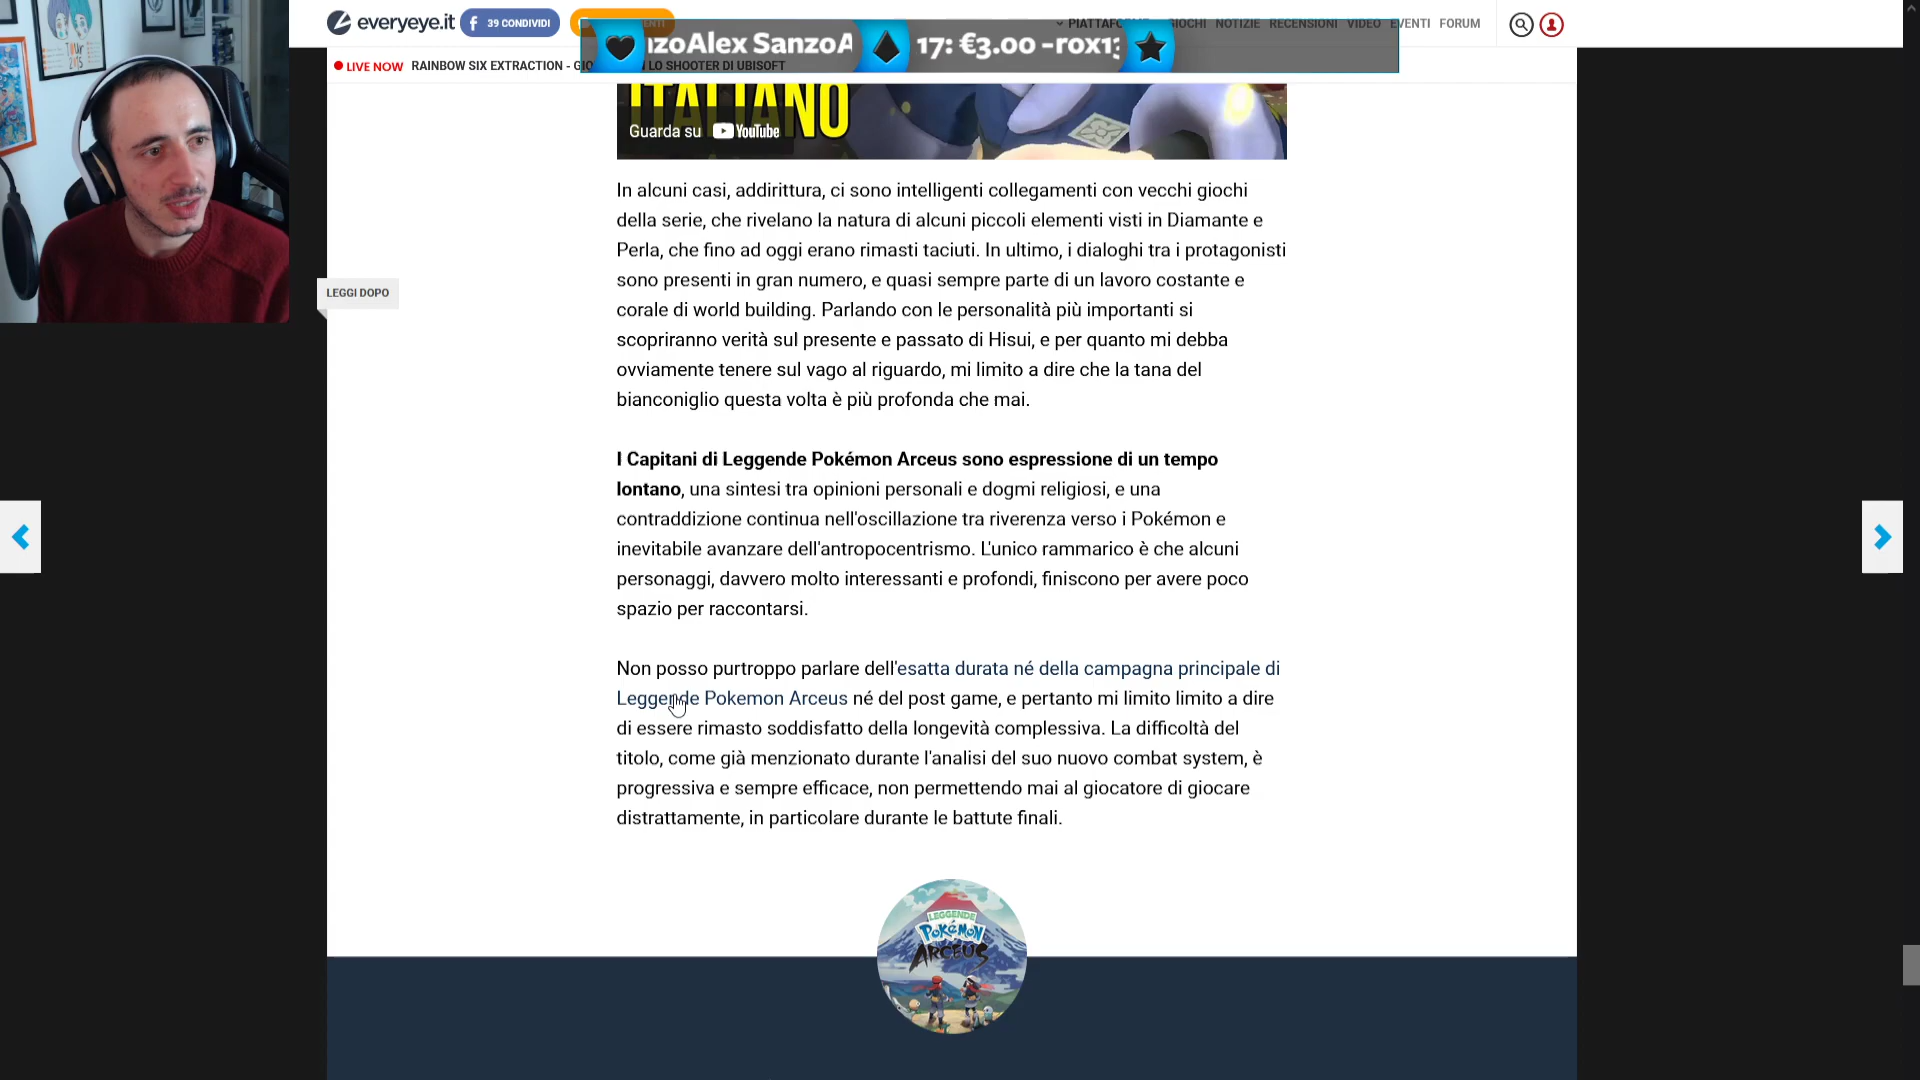 everyeye.it
39 CONDIVIDI
EVENTI FORUM
NOTIZIE RECENSIONI VIDEO
SanzoA
17: €3.00 -rox1
LIVE NOW RAINBOW SIX EXTRACTION - LO SHOOTER DI UBISOFT
ITALIANO
Guarda su YouTube
LEGGI DOPO
In alcuni casi, addirittura, ci sono intelligenti collegamenti con vecchi giochi
della serie, che rivelano la natura di alcuni piccoli elementi visti in Diamante e
Perla, che fino ad oggi erano rimasti taciuti. In ultimo, i dialoghi tra i protagonisti
sono presenti in gran numero, e quasi sempre parte di un lavoro costante e
corale di world building. Parlando con le personalità più importanti si
scopriranno verità sul presente e passato di Hisui, e per quanto mi debba
ovviamente tenere sul vago al riguardo, mi limito a dire che la tana del
bianconiglio questa volta è più profonda che mai.
I Capitani di Leggende Pokémon Arceus sono espressione di un tempo
lontano, una sintesi tra opinioni personali e dogmi religiosi, e una
contraddizione continua nell'oscillazione tra riverenza verso i Pokémon e
inevitabile avanzare dell'antropocentrismo. L'unico rammarico è che alcuni
personaggi, davvero molto interessanti e profondi, finiscono per avere poco
spazio per raccontarsi.
Non posso purtroppo parlare dell'esatta durata né della campagna principale di
Leggende Pokemon Arceus né del post game, e pertanto mi limito limito a dire
di essere rimasto soddisfatto della longevità complessiva. La difficoltà del
titolo, come già menzionato durante l'analisi del suo nuovo combat system, è
progressiva e sempre efficace, non permettendo mai al giocatore di giocare
distrattamente, in particolare durante le battute finali.
LEGGENDE
POKÉMON
ARCEUS